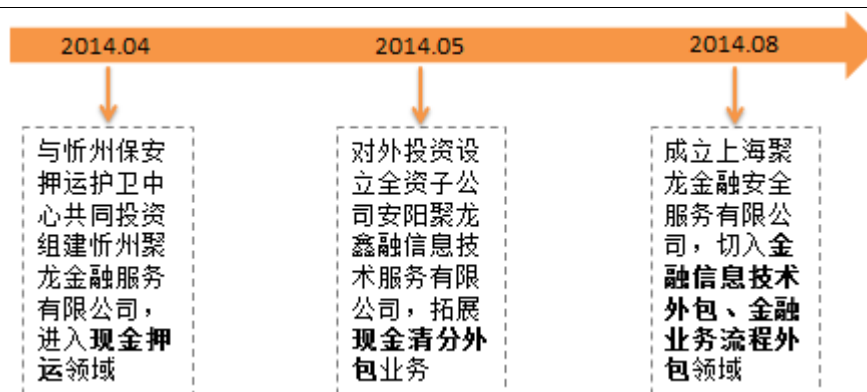 2014.04
2014.05
2014.08
与忻州保安
押运护卫中
心共同投资
组建忻州聚
龙金融服务
有限公司，
进入现金押
运领域
对外投资设
立全资子公
司安阳聚龙
鑫融信息技
术服务有限
公司，拓展
现金清分外
包业务
成立上海聚
龙金融安全
服务有限公
司，切入金
融信息技术
外包、金融
业务流程外
包领域